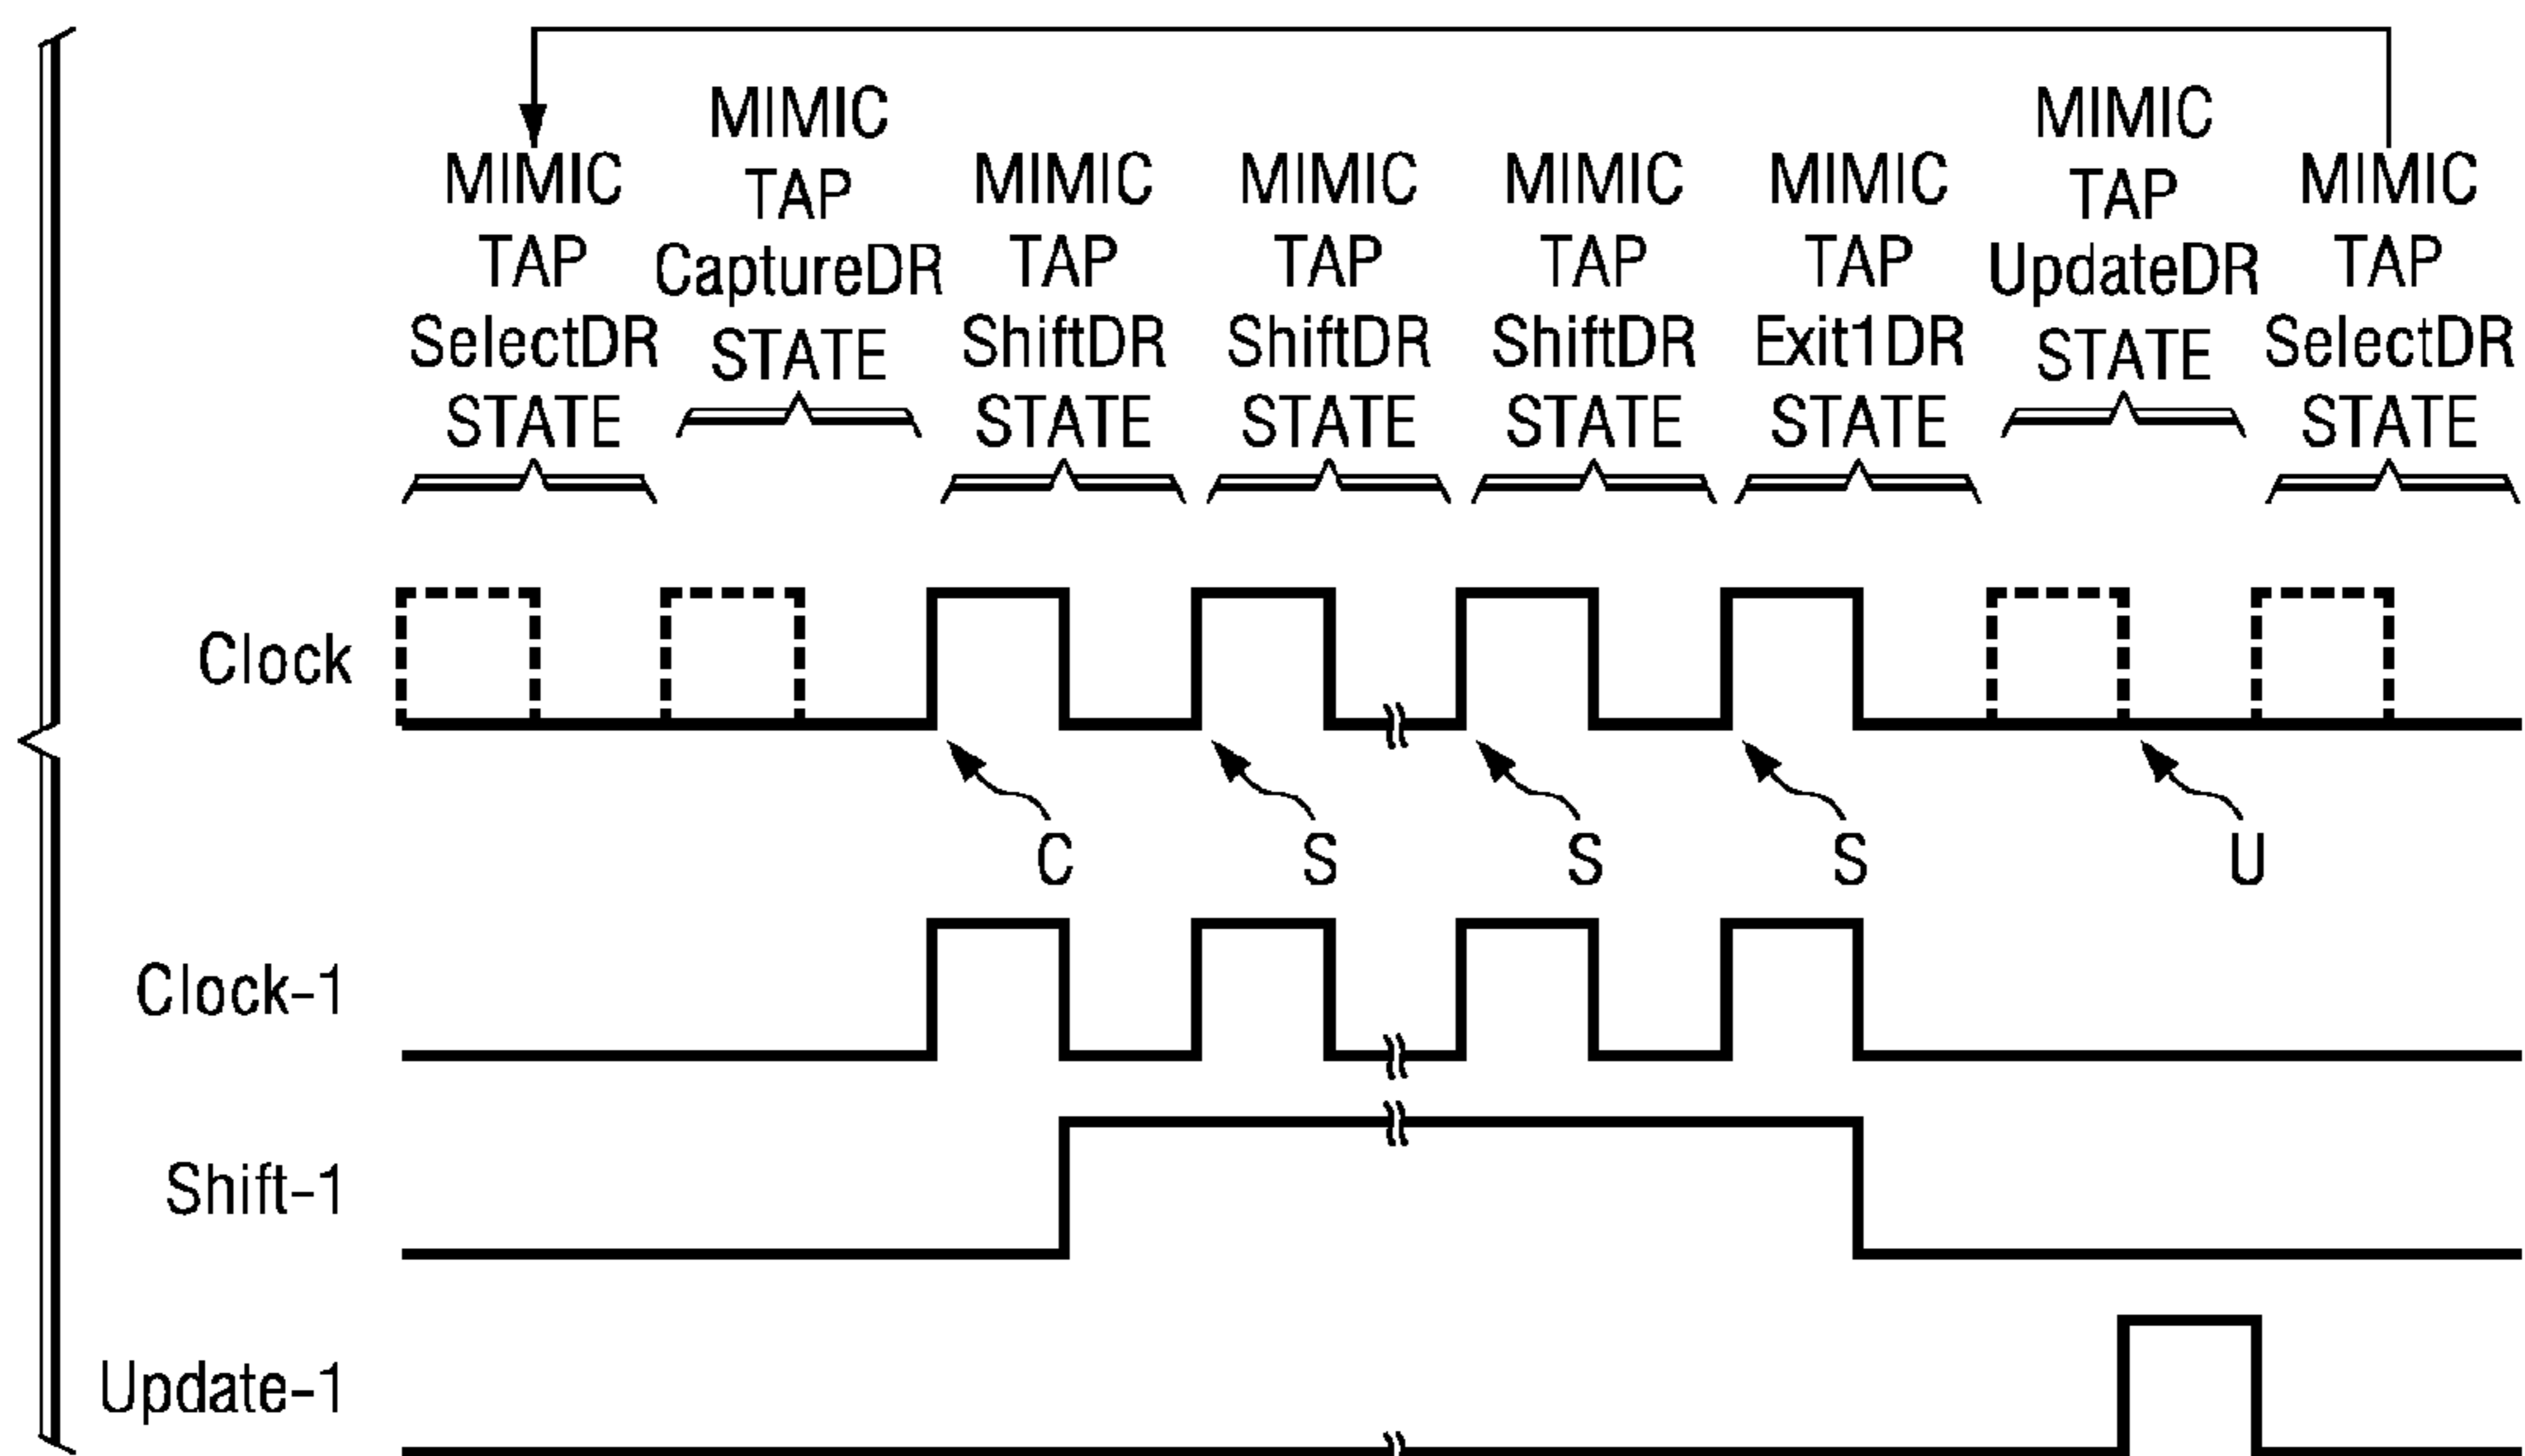 MIMIC
TAP
SelectDR
STATE
MIMIC
TAP
CaptureDR
STATE
MIMIC
TAP
ShiftDR
STATE
MIMIC
TAP
ShiftDR
STATE
MIMIC
TAP
ShiftDR
STATE
MIMIC
TAP
Exit1DR
STATE
MIMIC
TAP
UpdateDR
STATE
MIMIC
TAP
SelectDR
STATE
Clock
C
S
S
S
U
Clock-1
Shift-1
Update-1